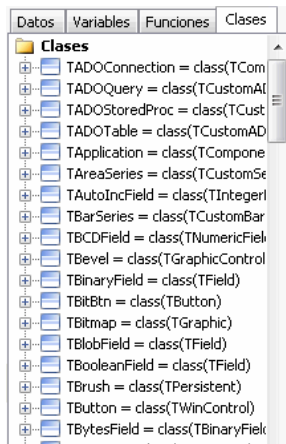 Datos Variables Funciones Clases
Clases
TADOConnection = class(TCom
TADOQuery = class(TCustomAD
TADOStoredProc = class(TCust
TADOTable = class(TCustomAD
TApplication = class(TCompone
TAreaSeries = class(TCustomSe
TAutoIncField = class(TInteger
TBarSeries = class(TCustomBar
TBCDField = class(TNumericFiel
TBevel = class(TGraphicControl
TBinaryField = class(TField)
TBitBtn = class(TButton)
TBitmap = class(TGraphic)
TBlobField = class(TField)
TBooleanField = class(TField)
TBrush = class(TPersistent)
TButton = class(TWinControl)
TBytesField = class(TBinaryFiel